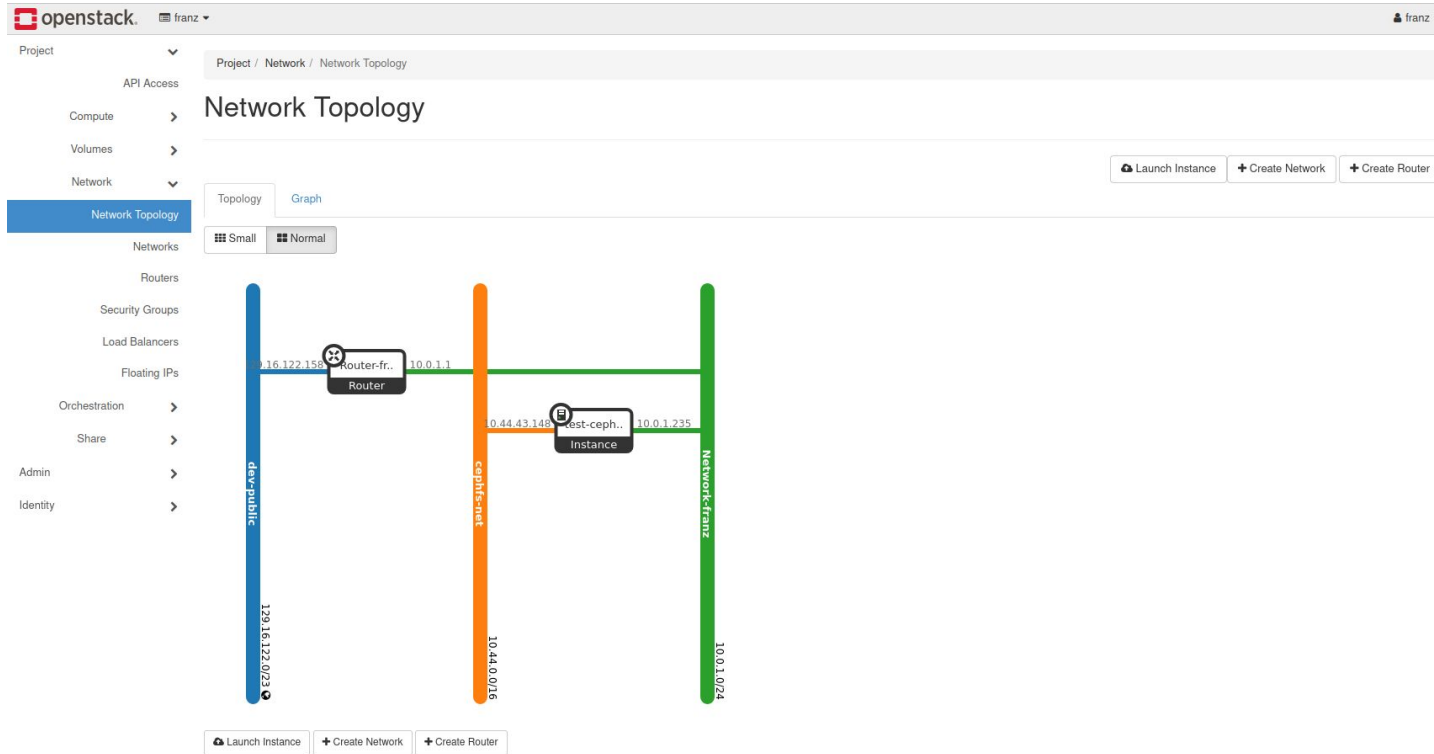 openstack. franz franz
Project
API Access
Compute
Volumes
Network
Network Topology
Networks
Routers
Security Groups
Load Balancers
Floating IPs
Orchestration
Share
Admin
Identity
Project / Network / Network Topology
Network Topology
Launch Instance + Create Network + Create Router
Topology Graph
Small Normal
.16.122.158 Router-fr.. 10.0.1.1
Router
10.44.43.148 test-ceph.. 10.0.1.235
Instance
dev-public
cephfs-net
Network-franz
129.16.122.0/23
10.44.0.0/16
10.0.1.0/24
Launch Instance + Create Network + Create Router